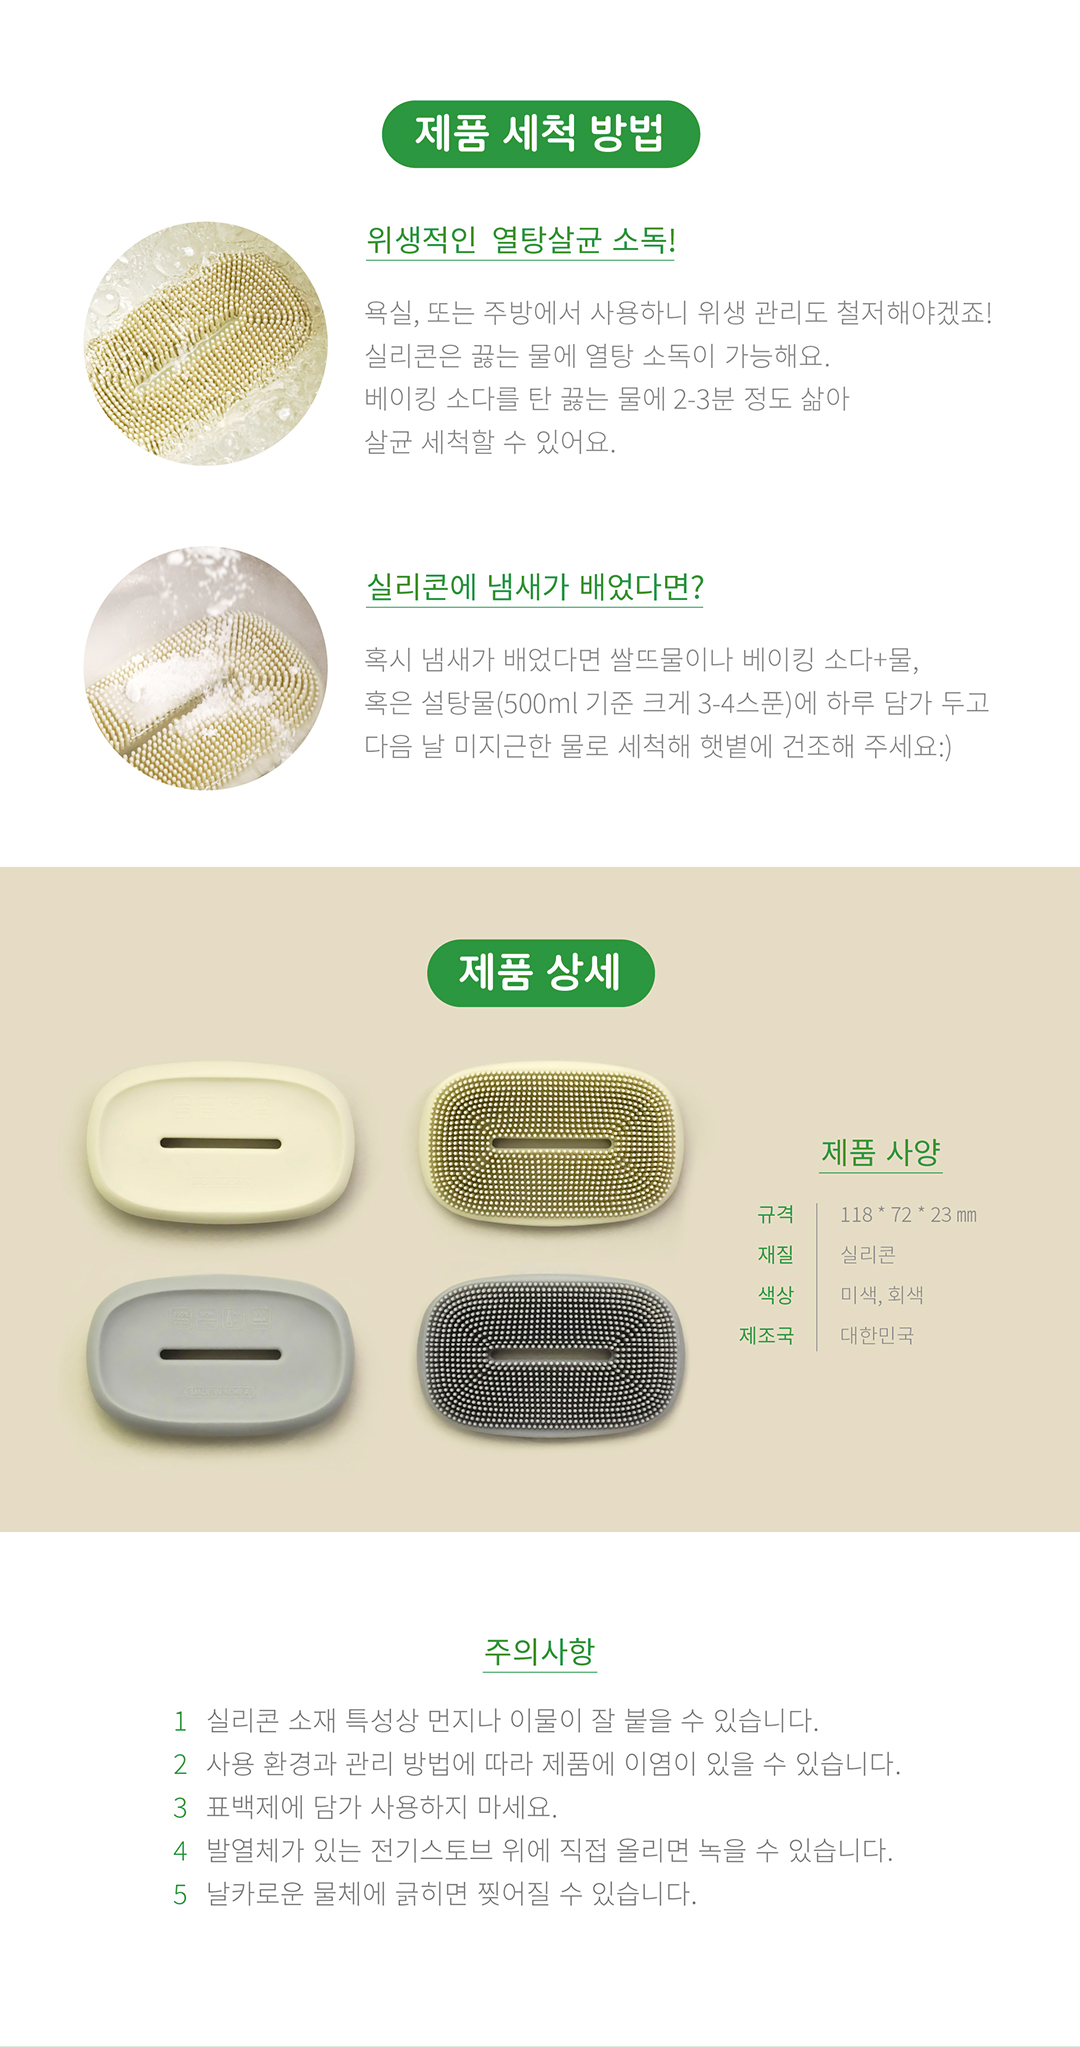 제품 세척 방법
위생적인 열탕살균 소독!
욕실, 또는 주방에서 사용하니 위생 관리도 철저해야겠죠!
실리콘은 끓는 물에 열탕 소독이 가능해요.
베이킹 소다를 탄 끓는 물에 2-3분 정도 삶아
살균 세척할 수 있어요.
실리콘에 냄새가 배었다면?
혹시 냄새가 배었다면 쌀뜨물이나 베이킹 소다+물,
혹은 설탕물(500ml 기준 크게 3-4스푼)에 하루 담가 두고
다음 날 미지근한 물로 세척해 햇볕에 건조해 주세요:)
제품 상세
제품 사양
규격 118 * 72 * 23 mm
재질 실리콘
색상 미색, 회색
제조국 대한민국
주의사항
1 실리콘 소재 특성상 먼지나 이물이 잘 붙을 수 있습니다.
2 사용 환경과 관리 방법에 따라 제품에 이염이 있을 수 있습니다.
3 표백제에 담가 사용하지 마세요.
4 발열체가 있는 전기스토브 위에 직접 올리면 녹을 수 있습니다.
5 날카로운 물체에 긁히면 찢어질 수 있습니다.